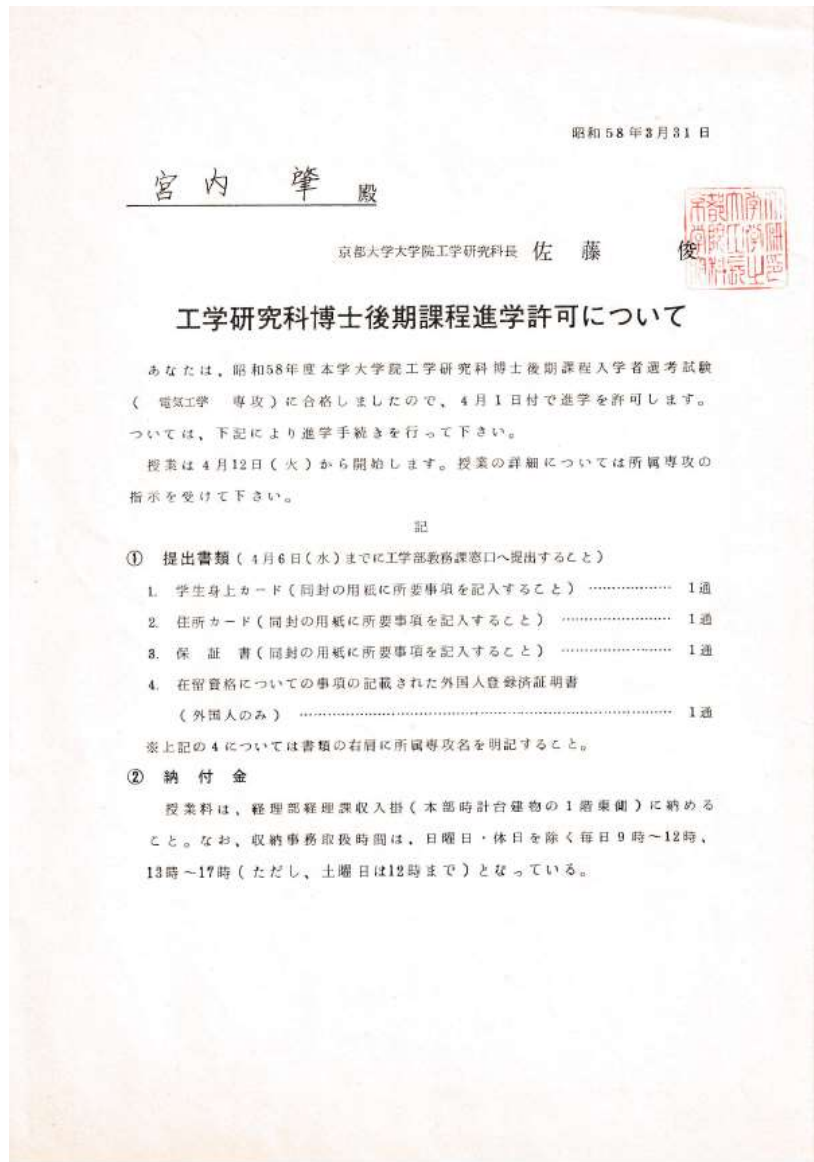 昭和58年3月31日
宮内 肇 殿
京都大学大学院工学研究科長 佐藤 俊
工学研究科博士後期課程進学許可について
あなたは、昭和58年度本学大学院工学研究科博士後期課程入学者選考試験
( 電気工学 専攻)に合格しましたので、4月1日付で進学を許可します。
ついては、下記により進学手続きを行って下さい。
授業は4月12日(火)から開始します。授業の詳細については所属専攻の
指示を受けて下さい。
記
① 提出書類(4月6日(水)までに工学部教務課窓口へ提出すること)
1. 学生身上カード(同封の用紙に所要事項を記入すること) ……………… 1通
2. 住所カード(同封の用紙に所要事項を記入すること) …………………… 1通
3. 保証書(同封の用紙に所要事項を記入すること) …………………… 1通
4. 在留資格についての事項の記載された外国人登録済証明書
(外国人のみ) ……………………………………………………………… 1通
※上記の4については書類の右肩に所属専攻名を明記すること。
② 納付金
授業料は、経理部経理課収入掛(本部時計台建物の1階東側)に納める
こと。なお、収納事務取扱時間は、日曜日・休日を除く毎日9時〜12時、
13時〜17時(ただし、土曜日は12時まで)となっている。
京都大学大学院工学研究科長之印